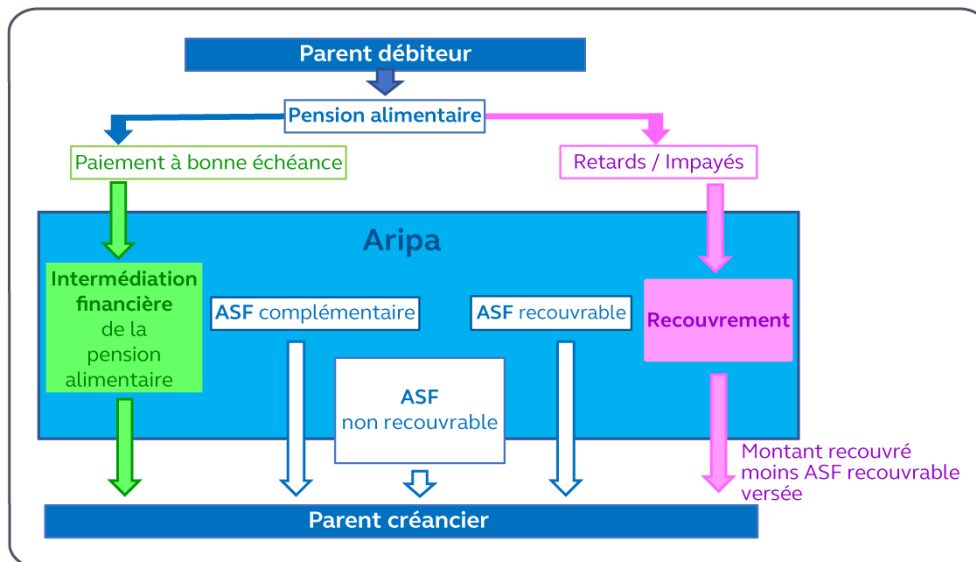 Parent débiteur
Pension alimentaire
Paiement à bonne échéance
Retards / Impayés
Aripa
Intermédiation
financière
de la
pension
alimentaire
ASF complémentaire
ASF
non recouvrable
ASF recouvrable
Recouvrement
Montant recouvré
moins ASF recouvrable
versée
Parent créancier